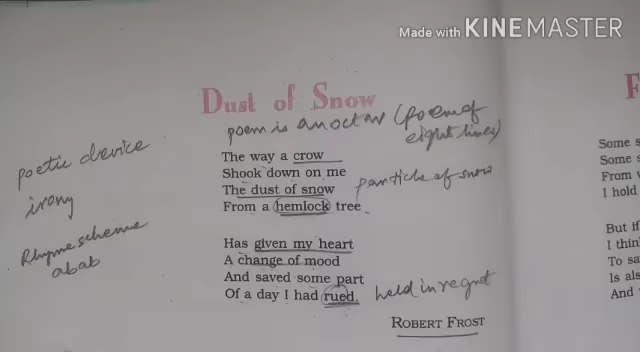 Made with KINEMASTER
Dust of Snow
poem is an octav (poem of
eight lines)
poetic device
irony
Rhyme scheme
abab
The way a crow
Shook down on me
The dust of snow particle of snow
From a hemlock tree
Has given my heart
A change of mood
And saved some part
Of a day I had rued. held in regret
ROBERT FROST
F
Some s
Some s
From w
I hold
But if
I thin
To sa
Is als
And